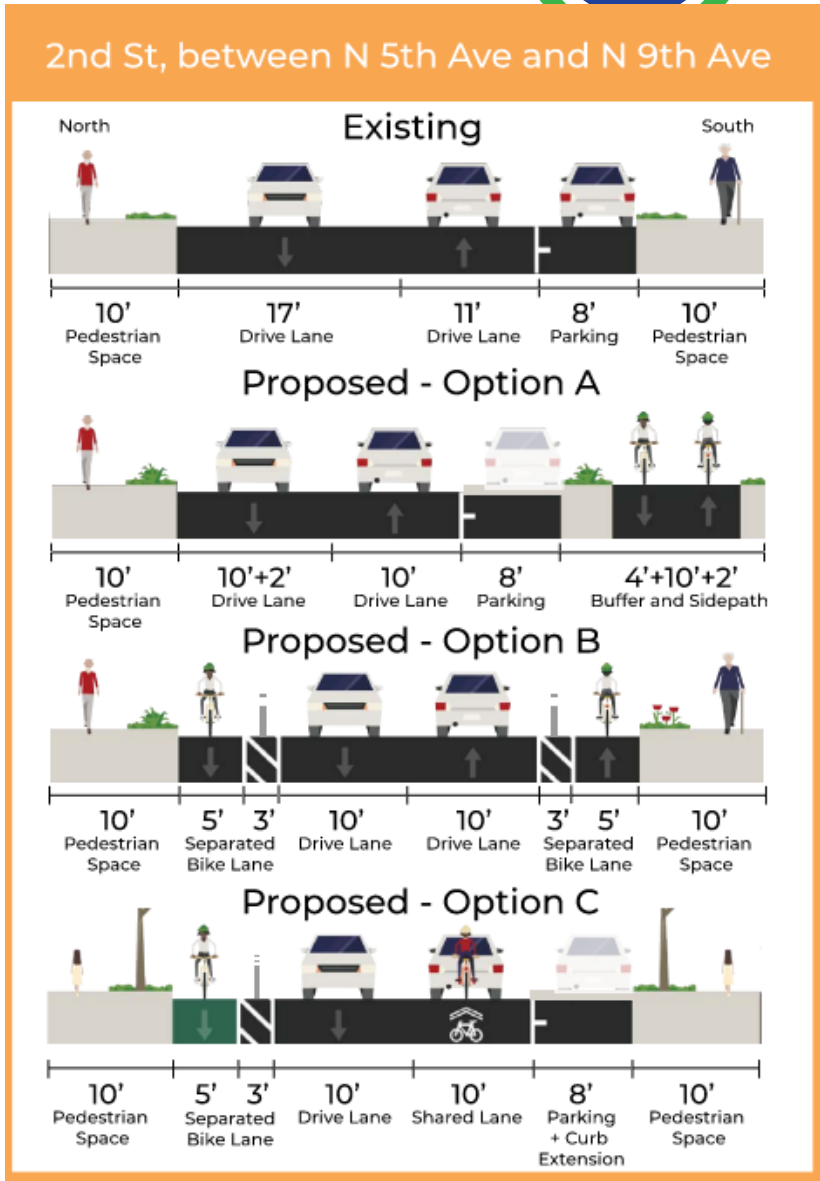 2nd St, between N 5th Ave and N 9th Ave
North
Existing
South
10’ 17’ 11’ 8’ 10’
Pedestrian Drive Lane Drive Lane Parking Pedestrian
Space Space
Proposed - Option A
10’ 10’+2’ 10’ 8’ 4’+10’+2’
Pedestrian Drive Lane Drive Lane Parking Buffer and Sidepath
Space
Proposed - Option B
10’ 5’ 3’ 10’ 10’ 3’ 5’ 10’
Pedestrian Separated Drive Lane Drive Lane Separated Pedestrian
Space Bike Lane Bike Lane Space
Proposed - Option C
10’ 5’ 3’ 10’ 10’ 8’ 10’
Pedestrian Separated Drive Lane Shared Lane Parking Pedestrian
Space Bike Lane + Curb Space
Extension